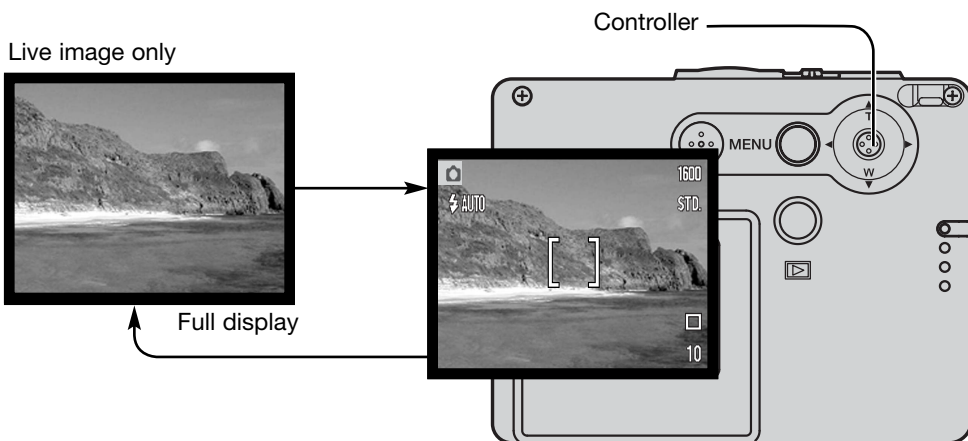 Controller
Live image only
T
MENU
W
1600
AUTO
STD.
Full display
10